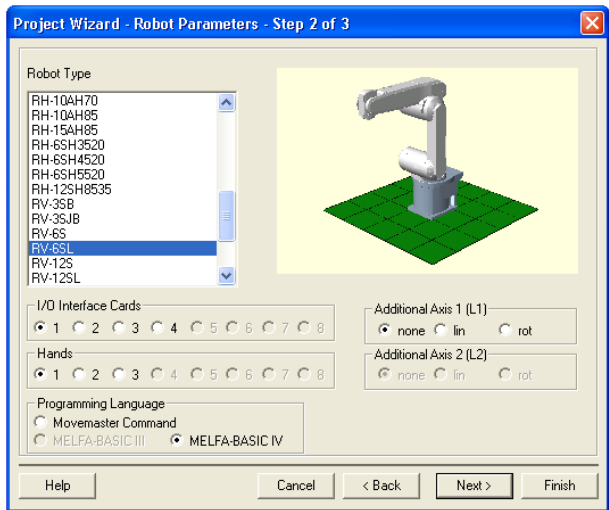 Project Wizard - Robot Parameters - Step 2 of 3
Robot Type
RH-10AH70
RH-10AH85
RH-15AH85
RH-6SH3520
RH-6SH4520
RH-6SH5520
RH-12SH8535
RV-3SB
RV-3SJB
RV-6S
RV-6SL
RV-12S
RV-12SL
I/O Interface Cards
1 2 3 4 5 6 7 8
Additional Axis 1 (L1)
none lin rot
Hands
1 2 3 4 5 6 7 8
Additional Axis 2 (L2)
none lin rot
Programming Language
Movemaster Command
MELFA-BASIC III MELFA-BASIC IV
Help Cancel < Back Next > Finish